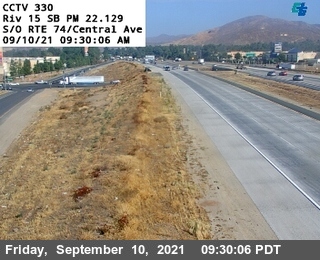 CCTV 330
Riv 15 SB PM 22.129
S/O RTE 74/Central Ave
09/10/21 09:30:06 AM
Friday, September 10, 2021 09:30:06 PDT